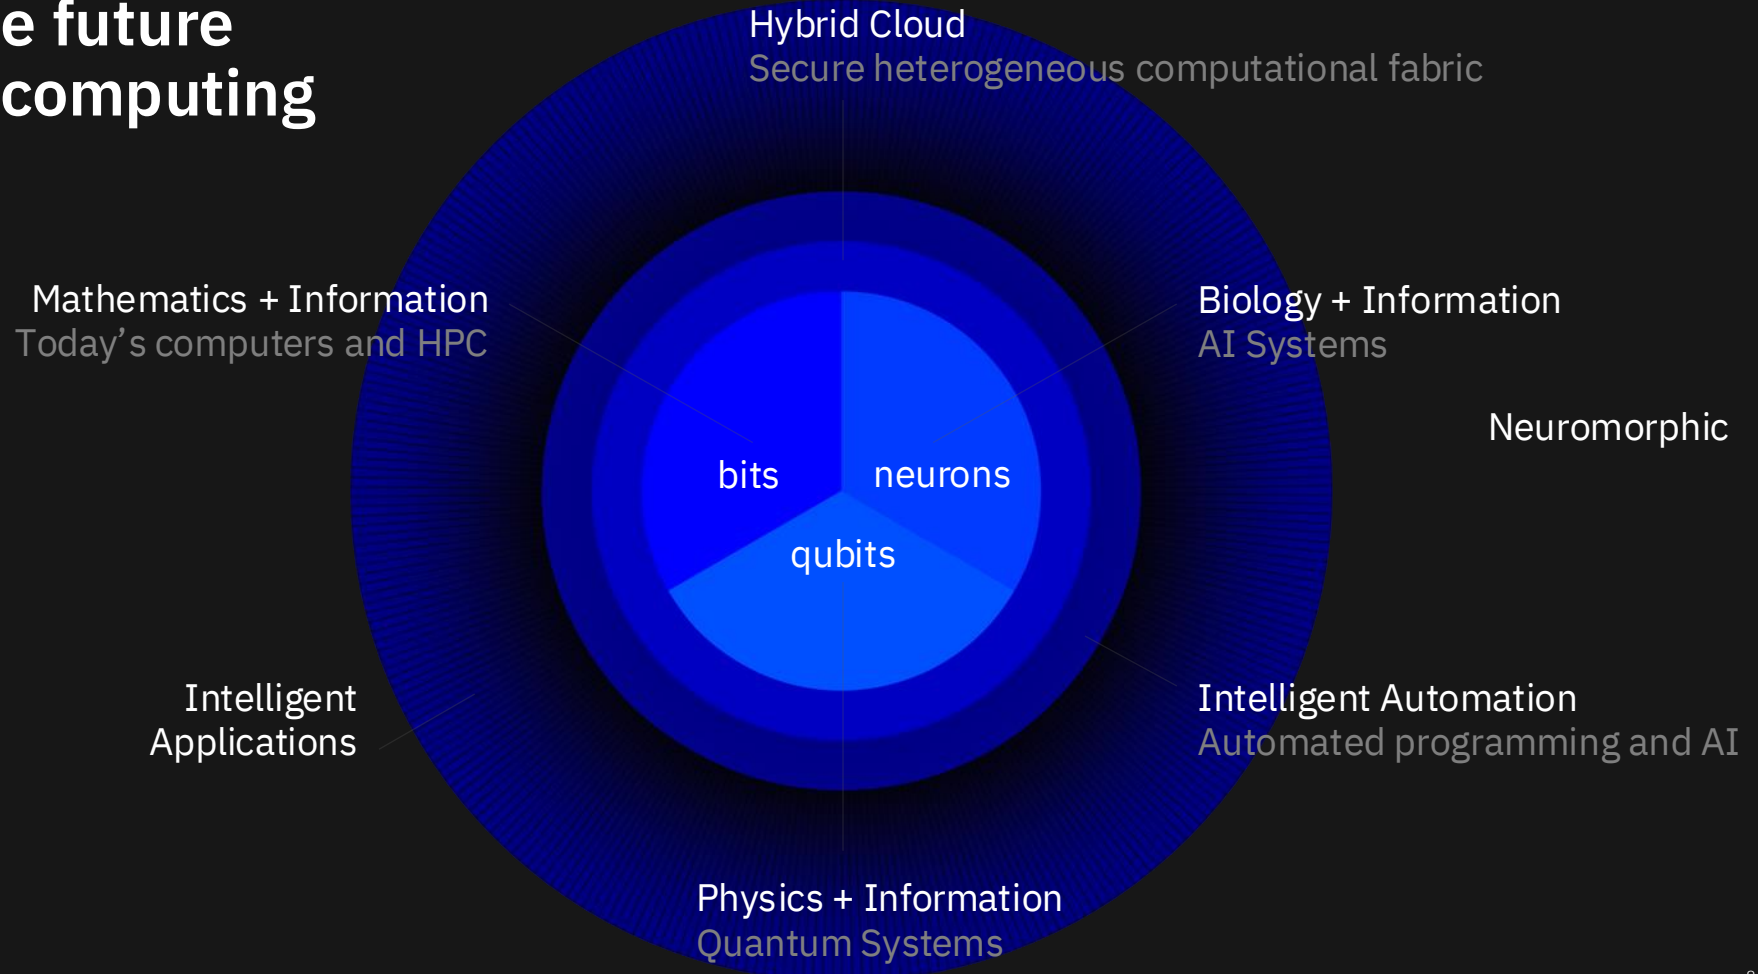 e future
computing
Hybrid Cloud
Secure heterogeneous computational fabric
Mathematics + Information
Today’s computers and HPC
Biology + Information
AI Systems
Neuromorphic
bits
neurons
qubits
Intelligent
Applications
Intelligent Automation
Automated programming and AI
Physics + Information
Quantum Systems